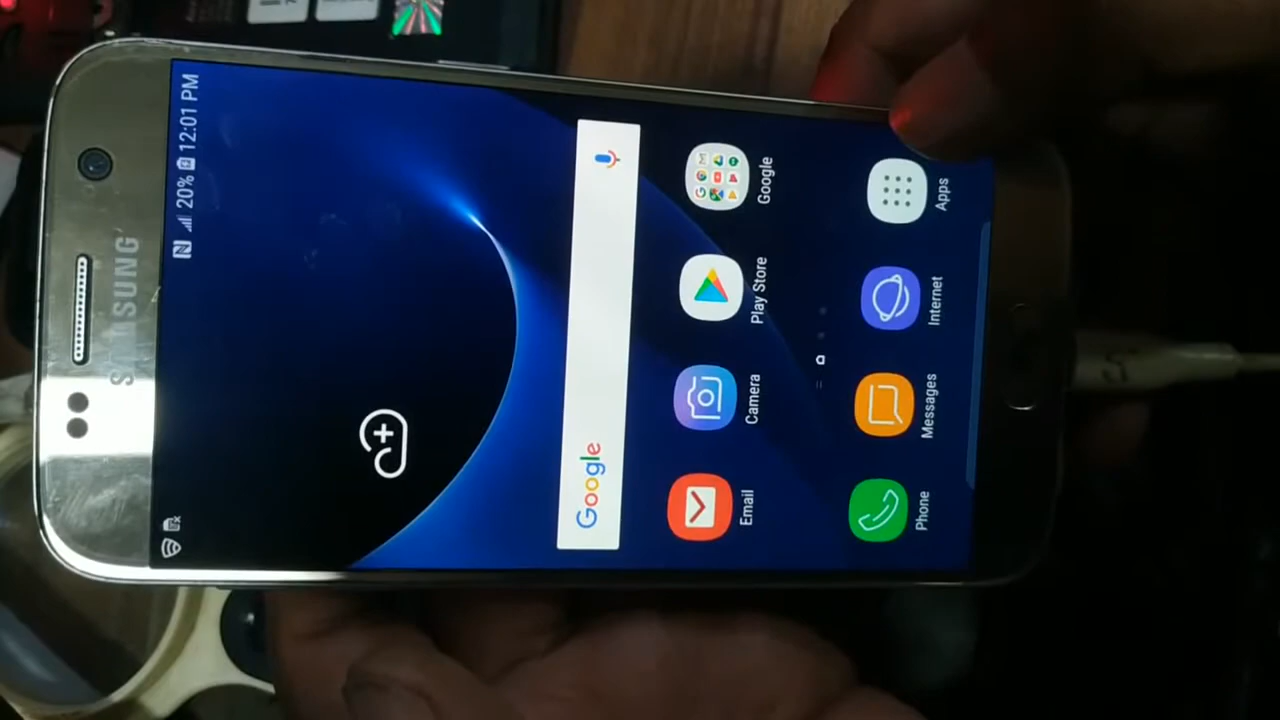 SAMSUNG
20% 12:01 PM
Google
Email
Camera
Play Store
Google
Phone
Messages
Internet
Apps